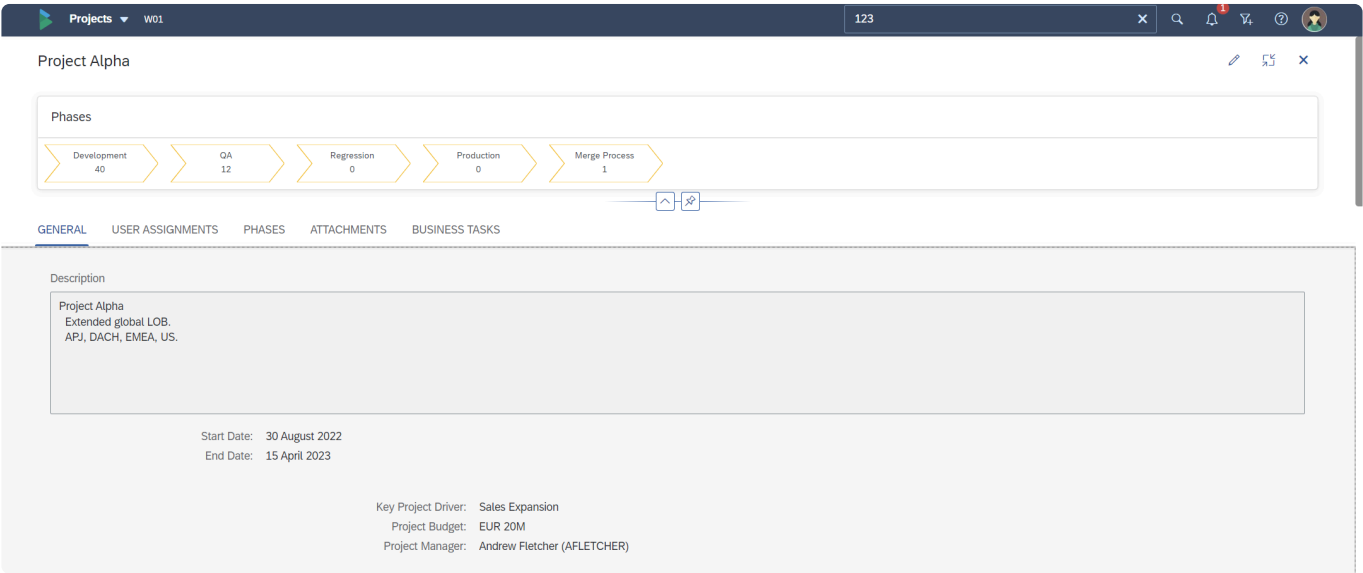 Projects W01 123 1
Project Alpha
Phases
Development QA Regression Production Merge Process
40 12 0 0 1
GENERAL USER ASSIGNMENTS PHASES ATTACHMENTS BUSINESS TASKS
Description
Project Alpha
Extended global LOB.
APJ, DACH, EMEA, US.
Start Date: 30 August 2022
End Date: 15 April 2023
Key Project Driver: Sales Expansion
Project Budget: EUR 20M
Project Manager: Andrew Fletcher (AFLETCHER)